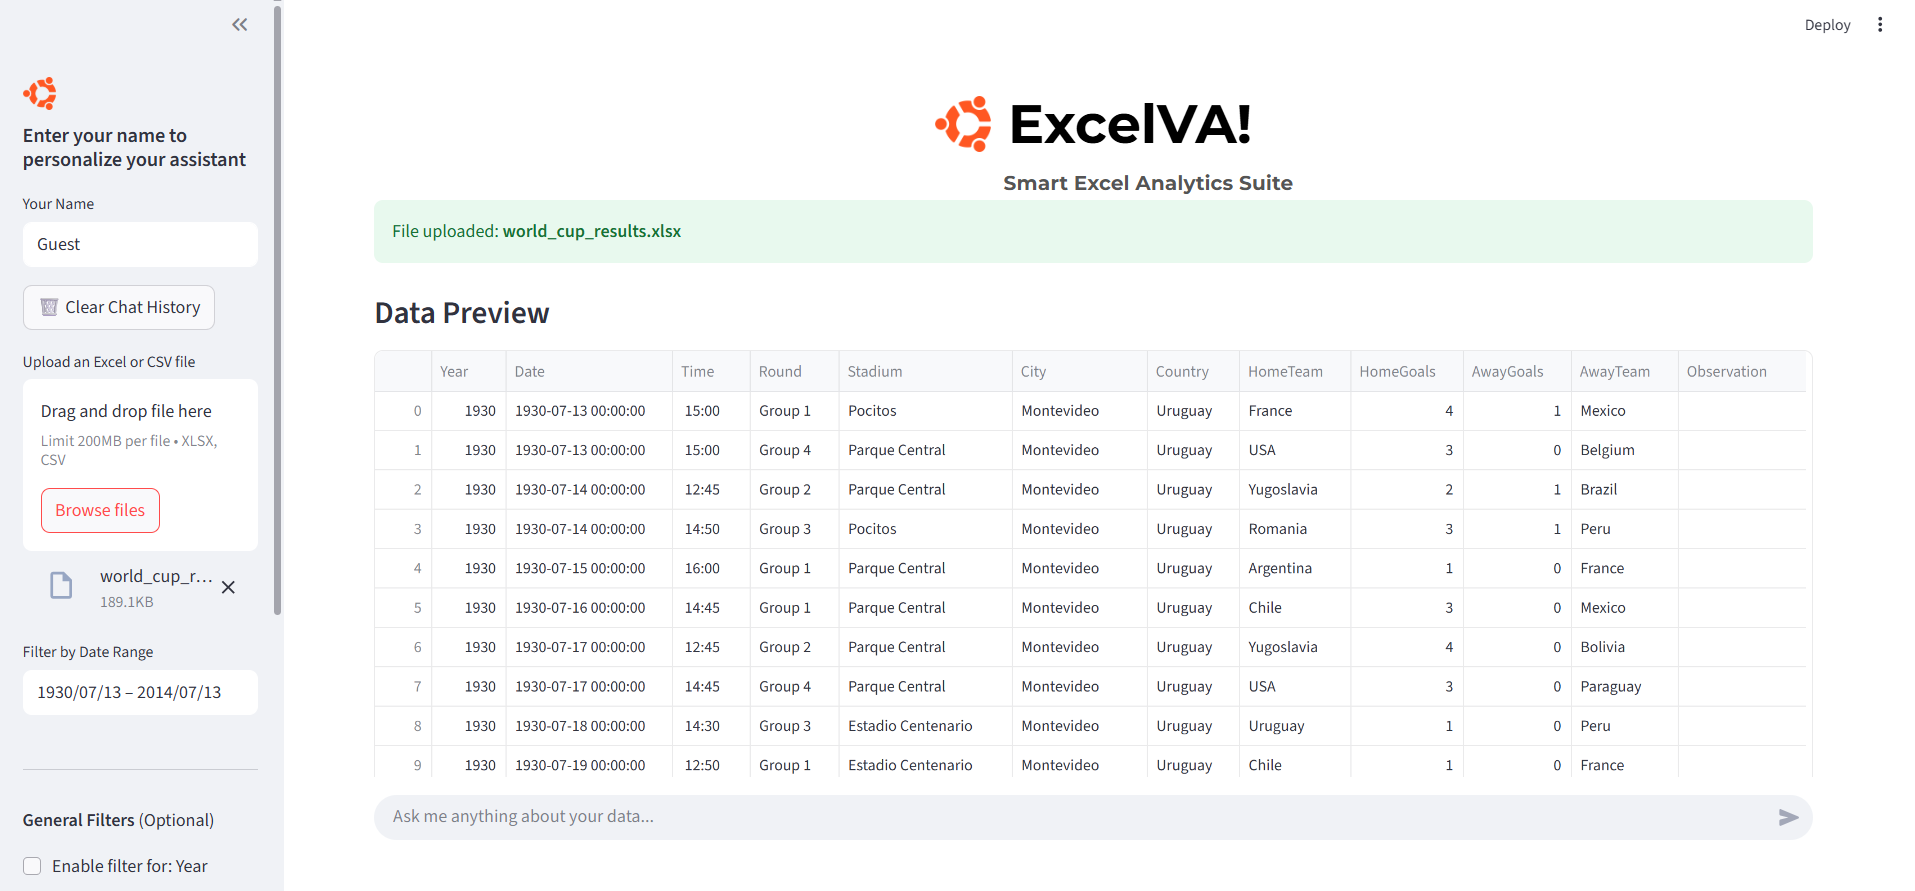 Deploy
Enter your name to
personalize your assistant
Your Name
Guest
Clear Chat History
Upload an Excel or CSV file
Drag and drop file here
Limit 200MB per file • XLSX,
CSV
Browse files
world_cup_r...
189.1KB
Filter by Date Range
1930/07/13 – 2014/07/13
General Filters (Optional)
Enable filter for: Year
ExcelVA!
Smart Excel Analytics Suite
File uploaded: world_cup_results.xlsx
Data Preview
Year Date Time Round Stadium City Country HomeTeam HomeGoals AwayGoals AwayTeam Observation
0 1930 1930-07-13 00:00:00 15:00 Group 1 Pocitos Montevideo Uruguay France 4 1 Mexico
1 1930 1930-07-13 00:00:00 15:00 Group 4 Parque Central Montevideo Uruguay USA 3 0 Belgium
2 1930 1930-07-14 00:00:00 12:45 Group 2 Parque Central Montevideo Uruguay Yugoslavia 2 1 Brazil
3 1930 1930-07-14 00:00:00 14:50 Group 3 Pocitos Montevideo Uruguay Romania 3 1 Peru
4 1930 1930-07-15 00:00:00 16:00 Group 1 Parque Central Montevideo Uruguay Argentina 1 0 France
5 1930 1930-07-16 00:00:00 14:45 Group 1 Parque Central Montevideo Uruguay Chile 3 0 Mexico
6 1930 1930-07-17 00:00:00 12:45 Group 2 Parque Central Montevideo Uruguay Yugoslavia 4 0 Bolivia
7 1930 1930-07-17 00:00:00 14:45 Group 4 Parque Central Montevideo Uruguay USA 3 0 Paraguay
8 1930 1930-07-18 00:00:00 14:30 Group 3 Estadio Centenario Montevideo Uruguay Uruguay 1 0 Peru
9 1930 1930-07-19 00:00:00 12:50 Group 1 Estadio Centenario Montevideo Uruguay Chile 1 0 France
Ask me anything about your data...